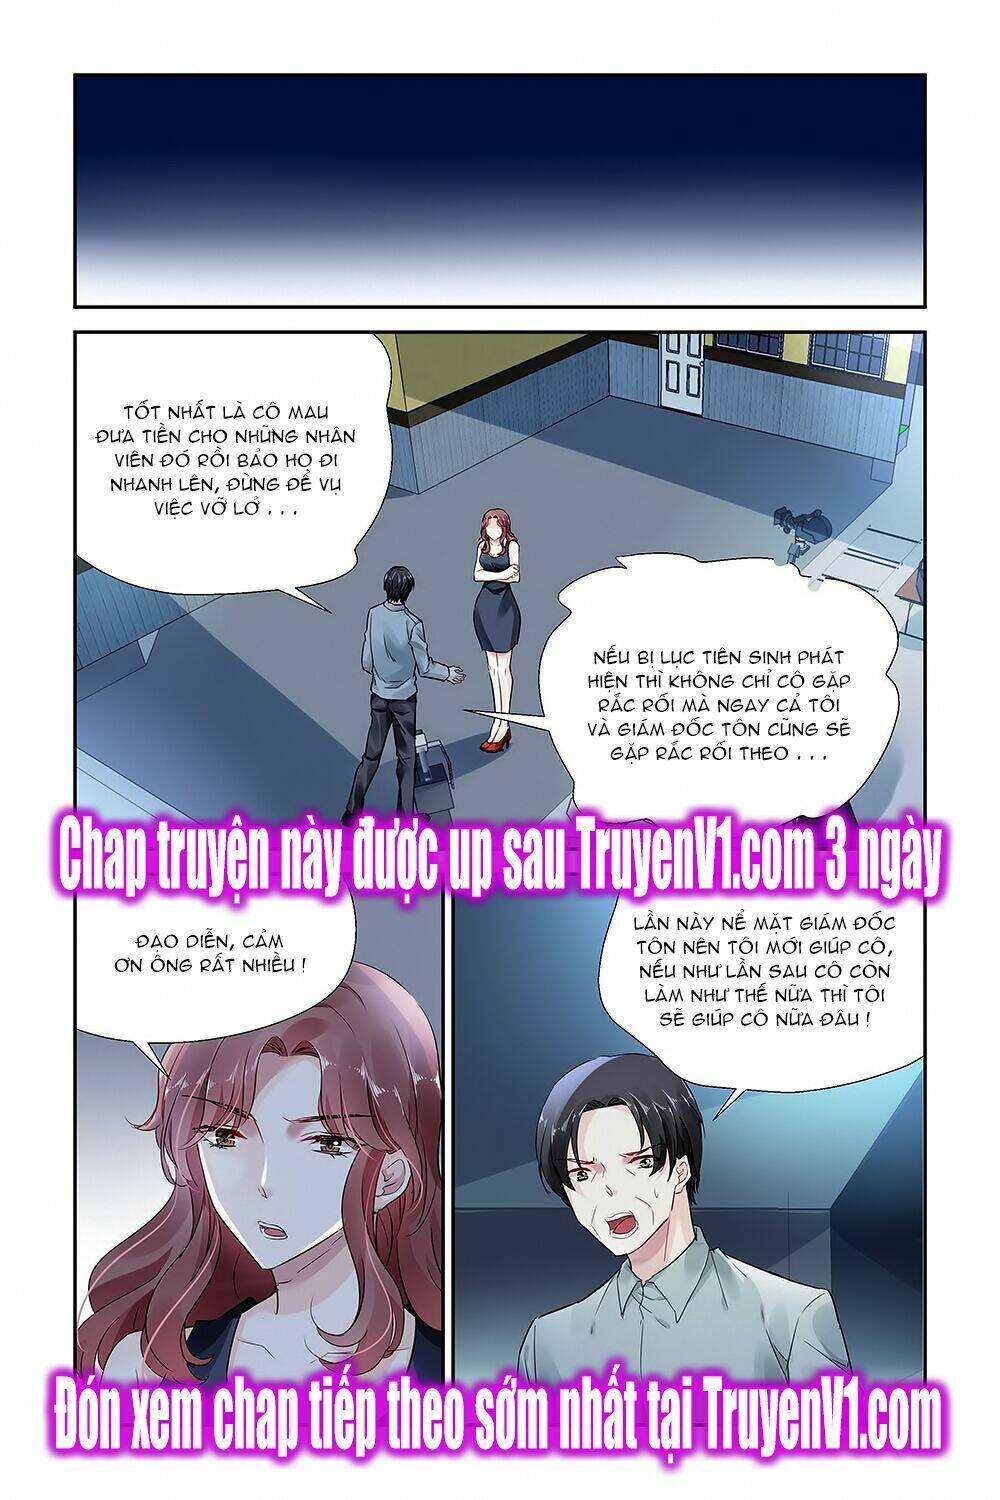 TỐT NHẤT LÀ CÔ MAU
ĐƯA TIỀN CHO NHỮNG NHÂN
VIÊN ĐÓ RỒI BẢO HỌ ĐI
NHANH LÊN, ĐỪNG ĐỂ VỤ
VIỆC VỠ LỞ . . .
NẾU BỊ LỤC TIÊN SINH PHÁT
HIỆN THÌ KHÔNG CHỈ CÔ GẶP
RẮC RỐI MÀ NGAY CẢ TÔI
VÀ GIÁM ĐỐC TÔN CŨNG SẼ
GẶP RẮC RỐI THEO . . .
Chap truyện này được up sau TruyenV1.com 3 ngày
ĐẠO DIỄN, CẢM
ƠN ÔNG RẤT NHIỀU !
LẦN NÀY NỂ MẶT GIÁM ĐỐC
TÔN NÊN TÔI MỚI GIÚP CÔ,
NẾU NHƯ LẦN SAU CÔ CÒN
LÀM NHƯ THẾ NỮA THÌ TÔI
SẼ GIÚP CÔ NỮA ĐÂU !
Đón xem chap tiếp theo sớm nhất tại TruyenV1.com